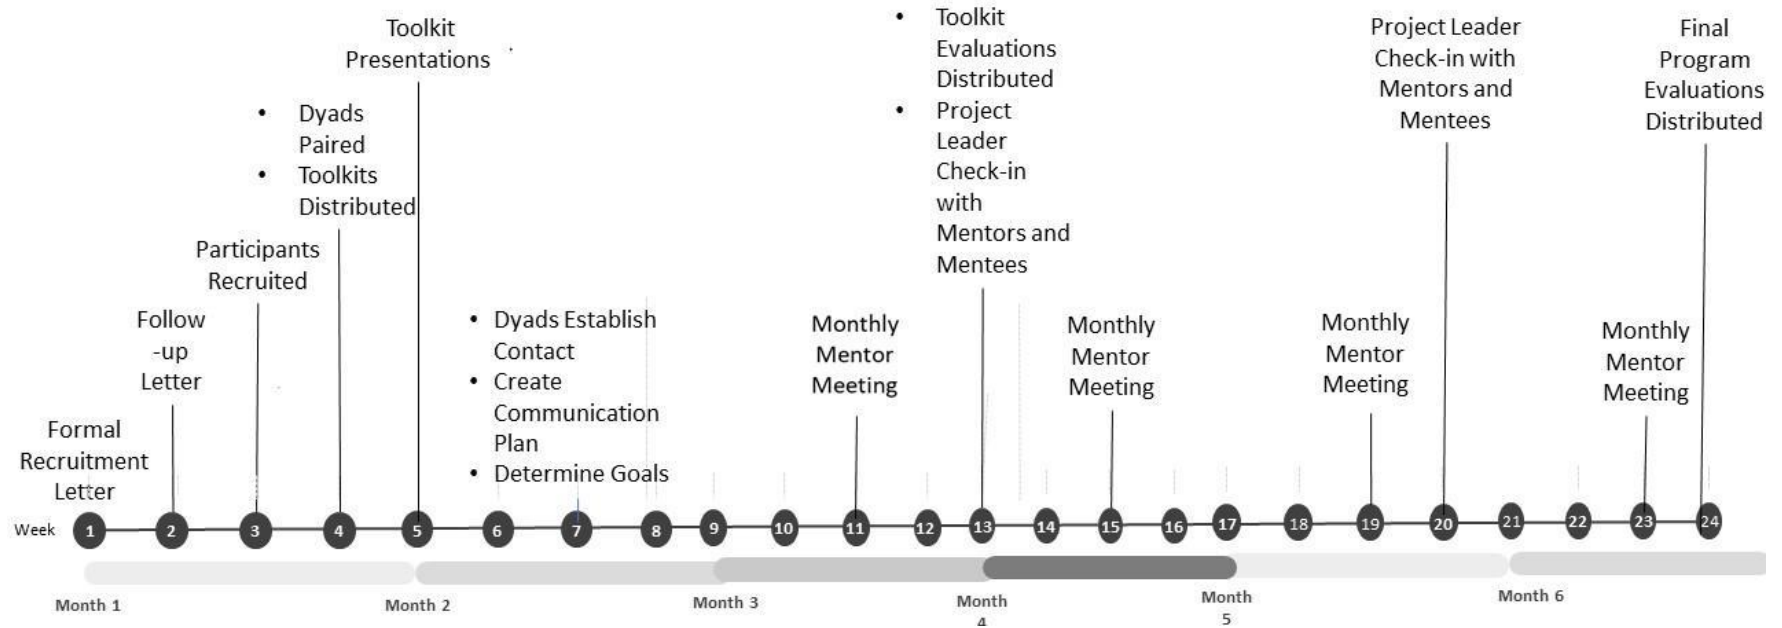 Formal
Recruitment
Letter
Follow
-up
Letter
Participants
Recruited
• Dyads
Paired
• Toolkits
Distributed
Toolkit
Presentations
• Dyads Establish
Contact
• Create
Communication
Plan
• Determine Goals
Monthly
Mentor
Meeting
• Toolkit
Evaluations
Distributed
• Project
Leader
Check-in
with
Mentors and
Mentees
Monthly
Mentor
Meeting
Monthly
Mentor
Meeting
Project Leader
Check-in with
Mentors and
Mentees
Monthly
Mentor
Meeting
Final
Program
Evaluations
Distributed
Week 1 2 3 4 5 6 7 8 9 10 11 12 13 14 15 16 17 18 19 20 21 22 23 24
Month 1
Month 2
Month 3
Month
4
Month
5
Month 6